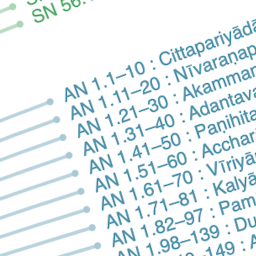 SN 56.
AN 1.1–10 : Cittapariyādā
AN 1.11–20 : Nīvaraṇap
AN 1.21–30 : Akamman
AN 1.31–40 : Adantava
AN 1.41–50 : Paṇihita
AN 1.51–60 : Acchar
AN 1.61–70 : Vīriyā
AN 1.71–81 : Kalyā
AN 1.82–97 : Pam
AN 1.98–139 : Du
149 : A